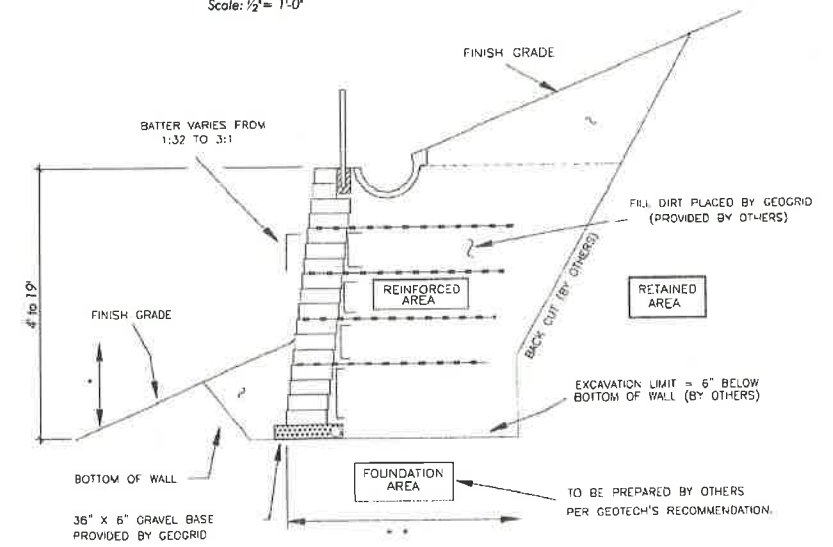 Scale: ½"= 1'-0"
FINISH GRADE
BATTER VARIES FROM
1:32 TO 3:1
FILL DIRT PLACED BY GEOGRID
(PROVIDED BY OTHERS)
BACK CUT (BY OTHERS)
REINFORCED
AREA
RETAINED
AREA
4' to 19'
FINISH GRADE
EXCAVATION LIMIT = 6" BELOW
BOTTOM OF WALL (BY OTHERS)
BOTTOM OF WALL
FOUNDATION
AREA
TO BE PREPARED BY OTHERS
PER GEOTECH'S RECOMMENDATION.
36" X 6" GRAVEL BASE
PROVIDED BY GEOGRID
* *